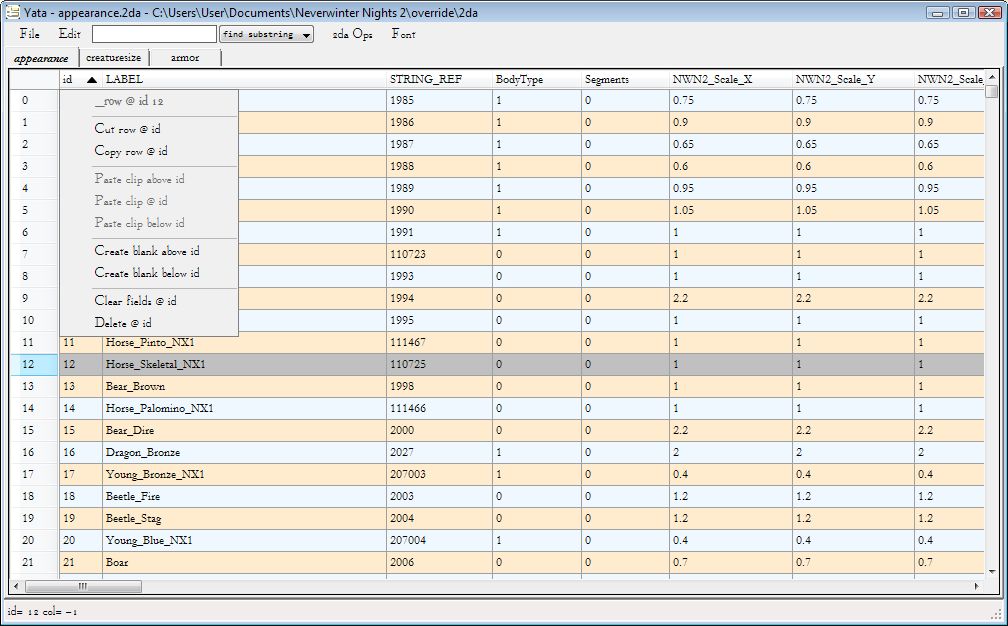 Yata - appearance.2da - C:\Users\User\Documents\Neverwinter Nights 2\override\2da
File Edit find substring 2da Ops Font
appearance creaturesize armor
id LABEL STRING_REF BodyType Segments NWN2_Scale_X NWN2_Scale_Y NWN2_Scale_
0 _row @ id 12 1985 1 0 0.75 0.75 0.75
1 Cut row @ id 1986 1 0 0.9 0.9 0.9
2 Copy row @ id 1987 1 0 0.65 0.65 0.65
3 Paste clip above id 1988 1 0 0.6 0.6 0.6
4 Paste clip @ id 1989 1 0 0.95 0.95 0.95
5 Paste clip below id 1990 1 0 1.05 1.05 1.05
6 1991 1 0 1 1 1
7 Create blank above id 110723 0 0 1 1 1
8 Create blank below id 1993 0 0 1 1 1
9 Clear fields @ id 1994 0 0 2.2 2.2 2.2
10 Delete @ id 1995 0 0 1 1 1
11 11 Horse_Pinto_NX1 111467 0 0 1 1 1
12 12 Horse_Skeletal_NX1 110725 0 0 1 1 1
13 13 Bear_Brown 1998 0 0 1 1 1
14 14 Horse_Palomino_NX1 111466 0 0 1 1 1
15 15 Bear_Dire 2000 0 0 2.2 2.2 2.2
16 16 Dragon_Bronze 2027 1 0 2 2 2
17 17 Young_Bronze_NX1 207003 1 0 0.4 0.4 0.4
18 18 Beetle_Fire 2003 0 0 1.2 1.2 1.2
19 19 Beetle_Stag 2004 0 0 1.2 1.2 1.2
20 20 Young_Blue_NX1 207004 1 0 0.4 0.4 0.4
21 21 Boar 2006 0 0 0.7 0.7 0.7
id= 12 col= -1